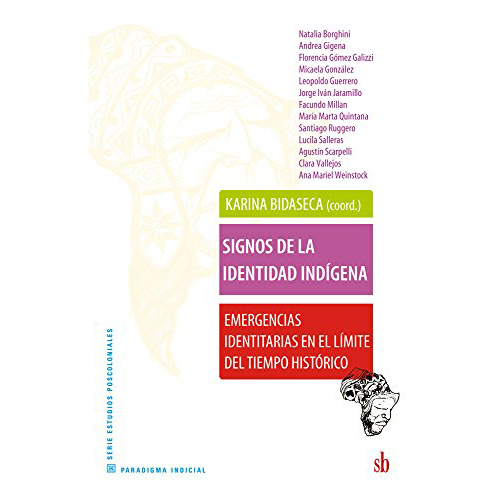 Natalia Borghini
Andrea Gigena
Florencia Gómez Galizzi
Micaela González
Leopoldo Guerrero
Jorge Iván Jaramillo
Facundo Millan
María Marta Quintana
Santiago Ruggero
Lucila Salleras
Agustín Scarpelli
Clara Vallejos
Ana Mariel Weinstock
KARINA BIDASECA (coord.)
SIGNOS DE LA
IDENTIDAD INDÍGENA
EMERGENCIAS
IDENTITARIAS EN EL LÍMITE
DEL TIEMPO HISTÓRICO
SERIE ESTUDIOS POSCOLONIALES
PARADIGMA INDICIAL
sb